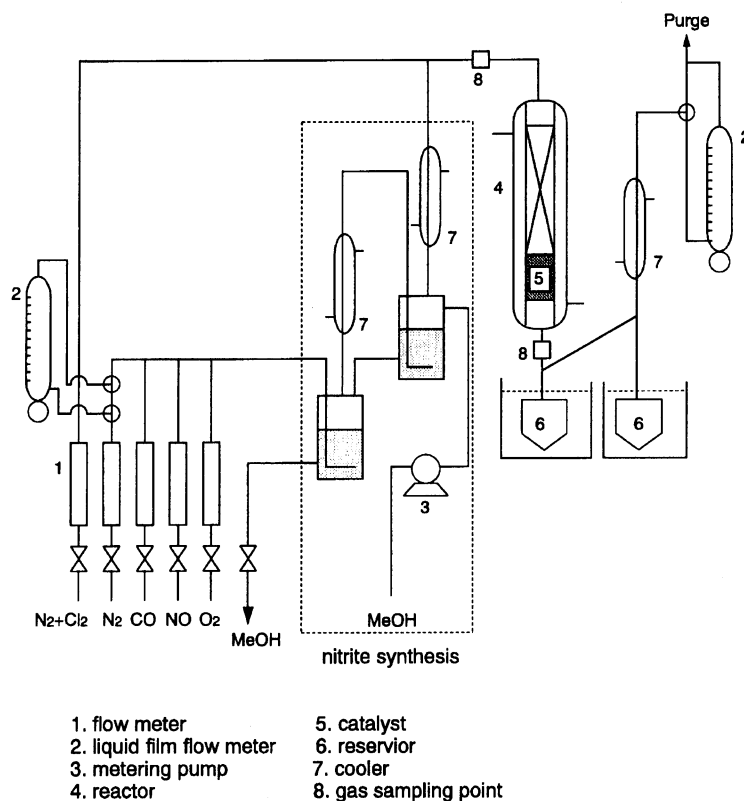 Purge
8
2
4
7
7
5
2
7
8
6
6
1
3
N2+Cl2 N2 CO NO O2
MeOH
MeOH
nitrite synthesis
1. flow meter
2. liquid film flow meter
3. metering pump
4. reactor
5. catalyst
6. reservior
7. cooler
8. gas sampling point